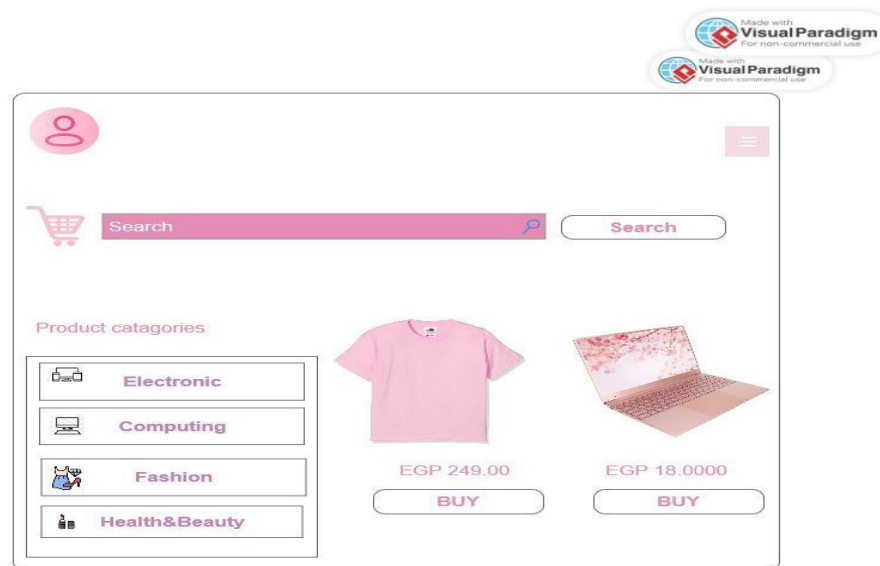 Made with
Visual Paradigm
For non-commercial use
Made with
Visual Paradigm
For non-commercial use
Search
Search
Product catagories
Electronic
Computing
Fashion
Health&Beauty
EGP 249.00
BUY
EGP 18.0000
BUY